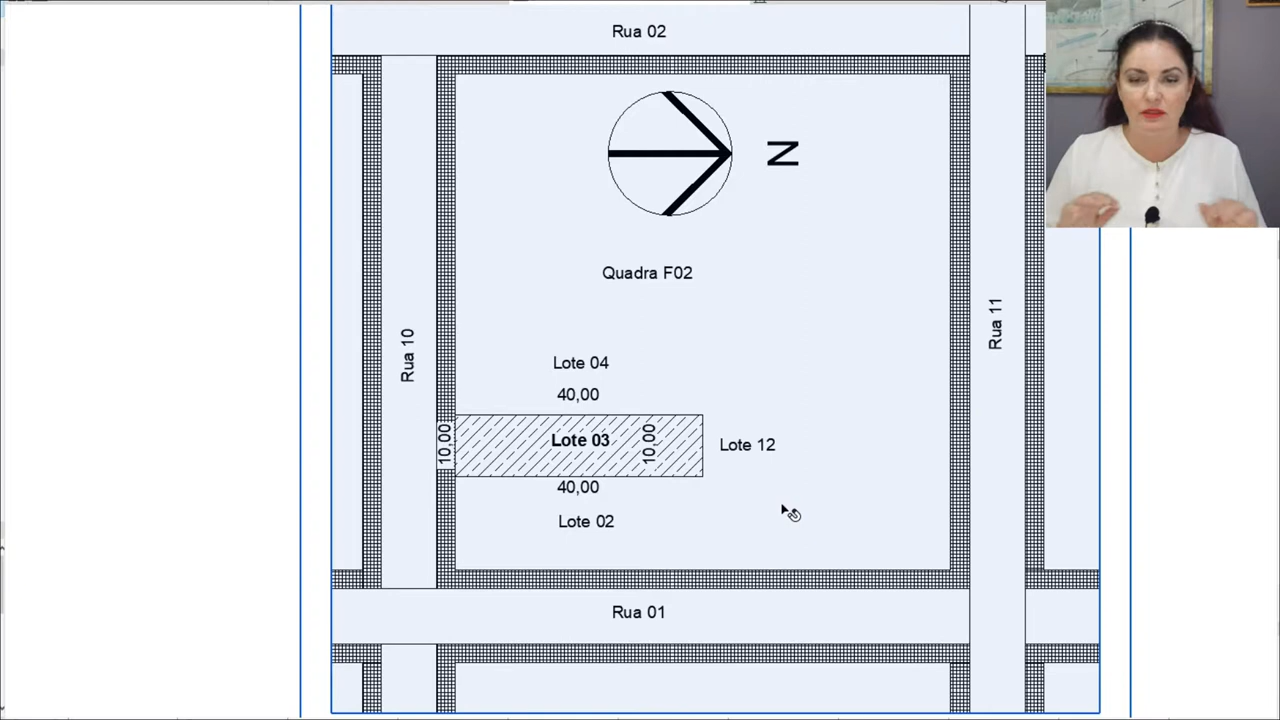 Rua 02
N
Quadra F02
Rua 10
Rua 11
Lote 04
40,00
10,00
Lote 03
10,00
Lote 12
40,00
Lote 02
Rua 01